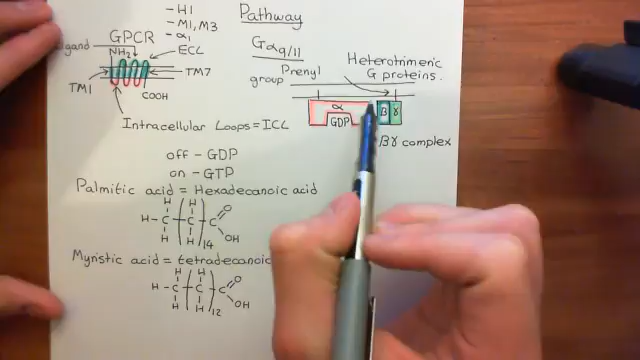 - H1
- M1, M3
- α1
Pathway
GPCR
Ligand
NH2
ECL
TM1
TM7
COOH
Gαq/11
Heterotrimeric
G proteins.
Prenyl
group
α
GDP
β
γ
βγ complex
Intracellular Loops = ICL
off - GDP
on - GTP
Palmitic acid = Hexadecanoic acid
H H
H - C - ( C ) - C O
H H 14 OH
Myristic acid = tetradecanoic
H H
H - C - ( C ) - C O
H H 12 OH